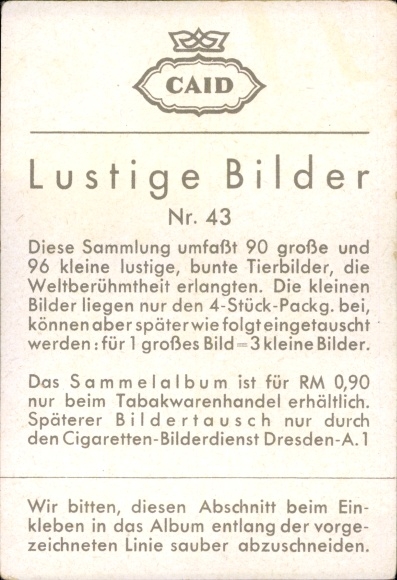 CAID
Lustige Bilder
Nr. 43
Diese Sammlung umfaßt 90 große und
96 kleine lustige, bunte Tierbilder, die
Weltberühmtheit erlangten. Die kleinen
Bilder liegen nur den 4-Stück-Packg. bei,
können aber später wie folgt eingetauscht
werden: für 1 großes Bild = 3 kleine Bilder.
Das Sammelalbum ist für RM 0,90
nur beim Tabakwarenhandel erhältlich.
Späterer Bildertausch nur durch
den Cigaretten-Bilderdienst Dresden-A. 1
Wir bitten, diesen Abschnitt beim Ein-
kleben in das Album entlang der vorge-
zeichneten Linie sauber abzuschneiden.